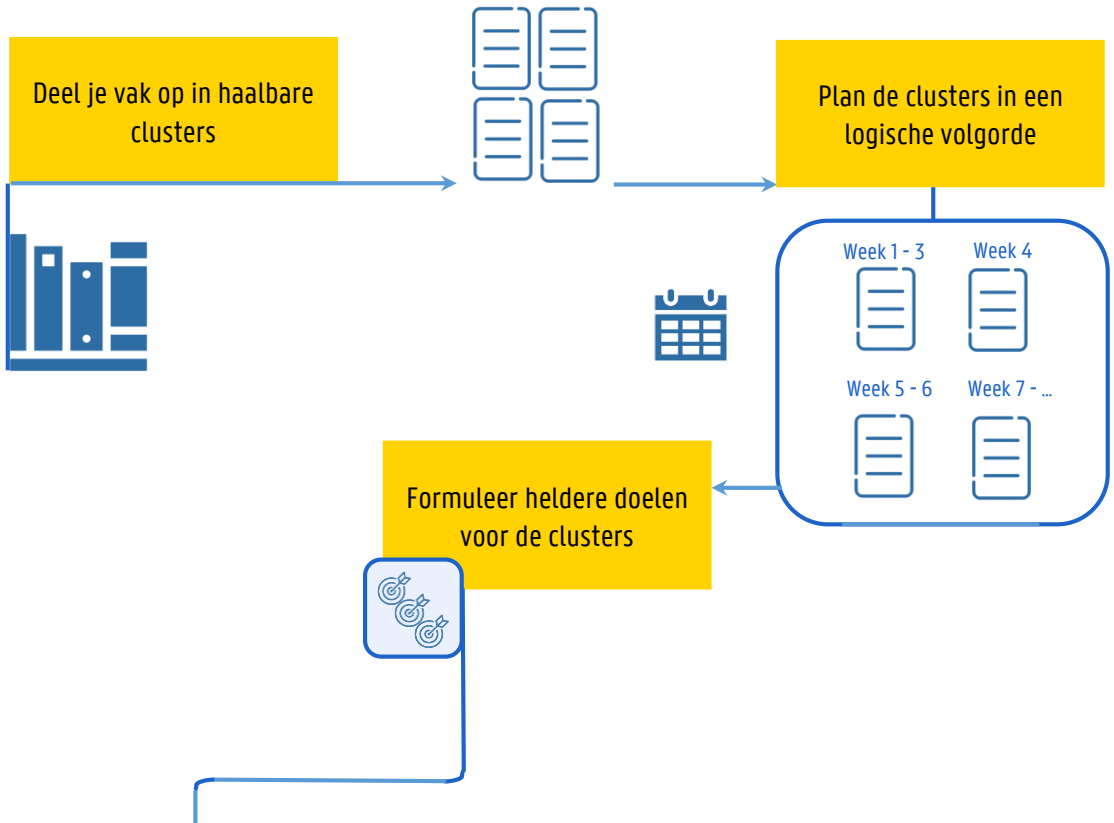 Deel je vak op in haalbare
clusters
Plan de clusters in een
logische volgorde
Week 1 - 3
Week 4
Week 5 - 6
Week 7 - ...
Formuleer heldere doelen
voor de clusters